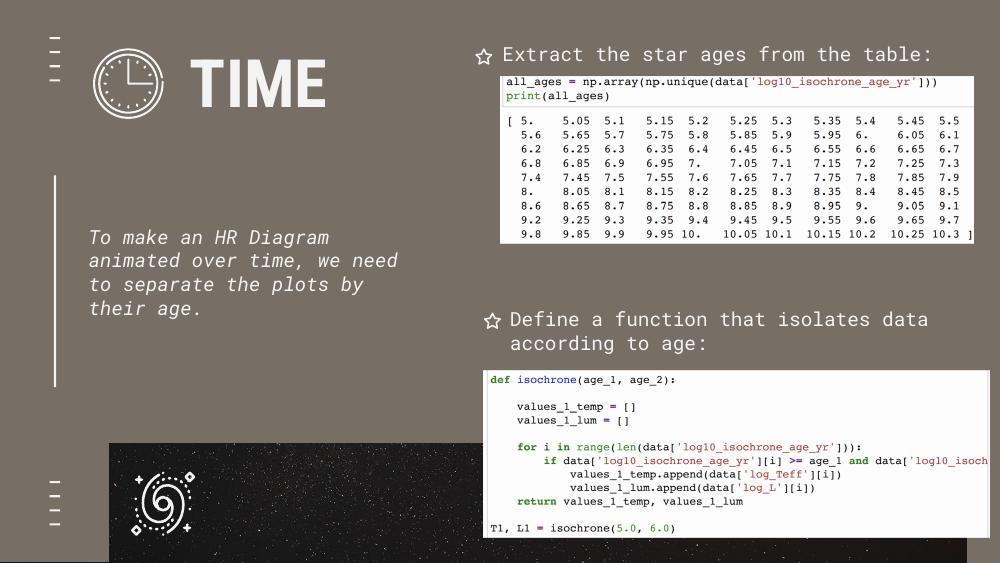 TIME
To make an HR Diagram
animated over time, we need
to separate the plots by
their age.
Extract the star ages from the table:
all_ages = np.array(np.unique(data['log10_isochrone_age_yr']))
print(all_ages)
[ 5. 5.05 5.1 5.15 5.2 5.25 5.3 5.35 5.4 5.45 5.5
5.6 5.65 5.7 5.75 5.8 5.85 5.9 5.95 6. 6.05 6.1
6.2 6.25 6.3 6.35 6.4 6.45 6.5 6.55 6.6 6.65 6.7
6.8 6.85 6.9 6.95 7. 7.05 7.1 7.15 7.2 7.25 7.3
7.4 7.45 7.5 7.55 7.6 7.65 7.7 7.75 7.8 7.85 7.9
8. 8.05 8.1 8.15 8.2 8.25 8.3 8.35 8.4 8.45 8.5
8.6 8.65 8.7 8.75 8.8 8.85 8.9 8.95 9. 9.05 9.1
9.2 9.25 9.3 9.35 9.4 9.45 9.5 9.55 9.6 9.65 9.7
9.8 9.85 9.9 9.95 10. 10.05 10.1 10.15 10.2 10.25 10.3 ]
Define a function that isolates data
according to age:
def isochrone(age_1, age_2):
values_1_temp = []
values_1_lum = []
for i in range(len(data['log10_isochrone_age_yr'])):
if data['log10_isochrone_age_yr'][i] >= age_1 and data['log10_isoch
values_1_temp.append(data['log_Teff'][i])
values_1_lum.append(data['log_L'][i])
return values_1_temp, values_1_lum
T1, L1 = isochrone(5.0, 6.0)